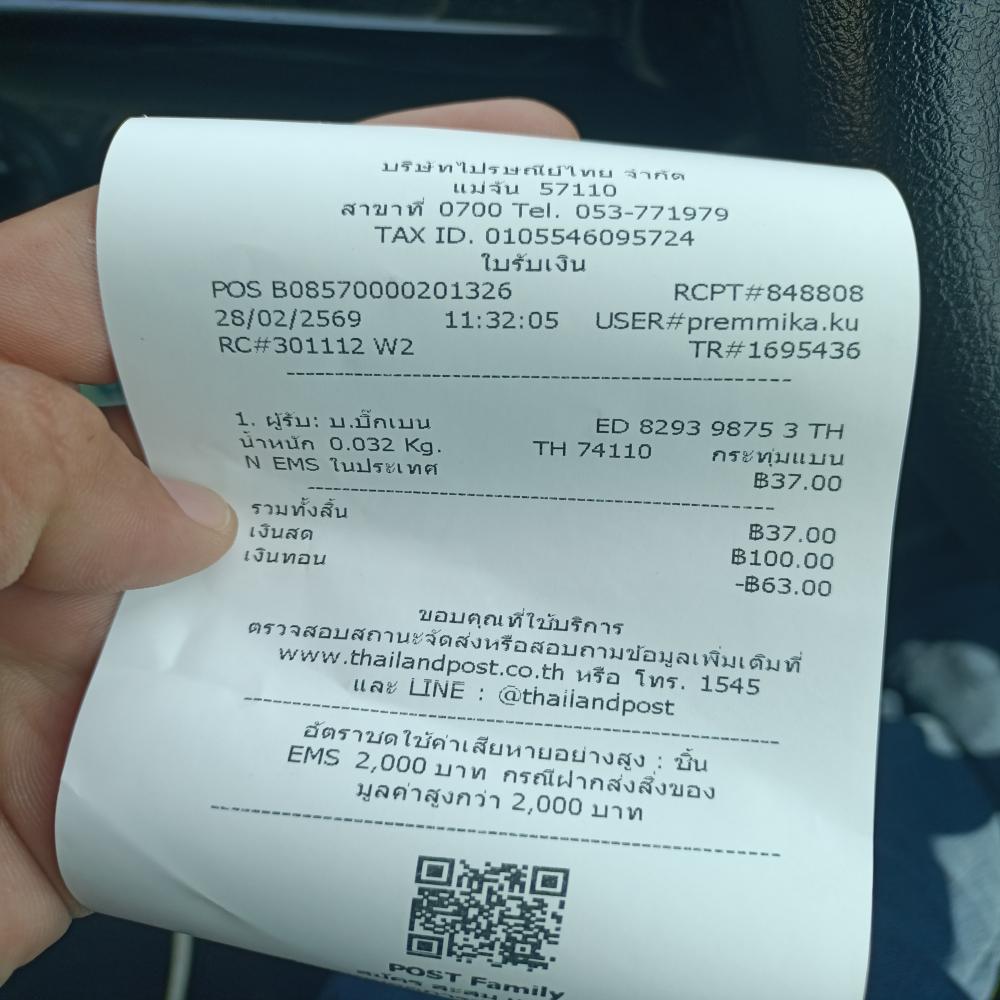 บริษัทไปรษณีย์ไทย จำกัด
แม่จัน 57110
สาขาที่ 0700 Tel. 053-771979
TAX ID. 0105546095724
ใบรับเงิน
POS B08570000201326 RCPT#848808
28/02/2569 11:32:05 USER#premmika.ku
RC#301112 W2 TR#1695436
1. ผู้รับ: บ.บิ๊กเบน ED 8293 9875 3 TH
น้ำหนัก 0.032 Kg. TH 74110 กระทุ่มแบน
N EMS ในประเทศ ฿37.00
รวมทั้งสิ้น ฿37.00
เงินสด ฿100.00
เงินทอน -฿63.00
ขอบคุณที่ใช้บริการ
ตรวจสอบสถานะจัดส่งหรือสอบถามข้อมูลเพิ่มเติมที่
www.thailandpost.co.th หรือ โทร. 1545
และ LINE : @thailandpost
อัตราชดใช้ค่าเสียหายอย่างสูง : ชิ้น
EMS 2,000 บาท กรณีฝากส่งสิ่งของ
มูลค่าสูงกว่า 2,000 บาท
POST Family